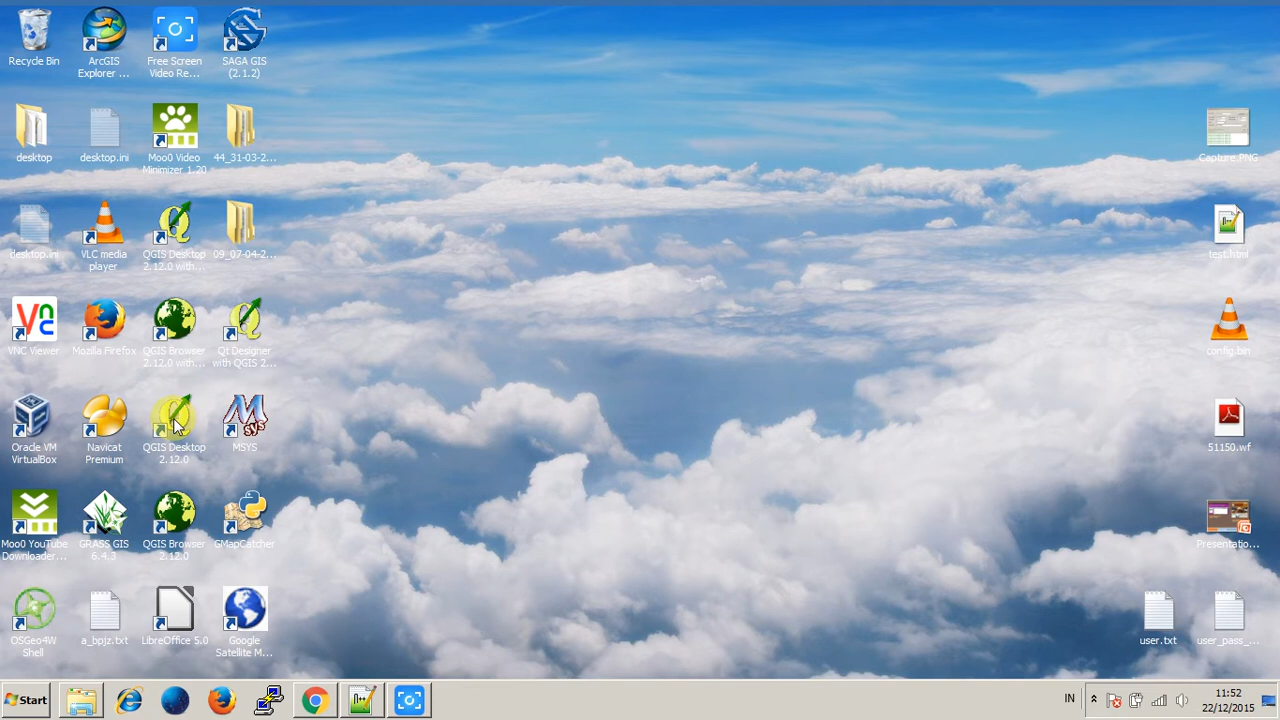 Recycle Bin
ArcGIS
Explorer ...
Free Screen
Video Re...
SAGA GIS
(2.1.2)
desktop
desktop.ini
Moo0 Video
Minimizer 1.20
44_31-03-2...
Capture.PNG
desktop.ini
VLC media
player
QGIS Desktop
2.12.0 with...
09_07-04-2...
test.html
VNC Viewer
Mozilla Firefox
QGIS Browser
2.12.0 with...
Qt Designer
with QGIS 2...
config.bin
Oracle VM
VirtualBox
Navicat
Premium
QGIS Desktop
2.12.0
MSYS
51150.wf
Moo0 YouTube
Downloader...
GRASS GIS
6.4.3
QGIS Browser
2.12.0
GMapCatcher
Presentatio...
OSGeo4W
Shell
a_bpjz.txt
LibreOffice 5.0
Google
Satellite M...
user.txt
user_pass_...
Start
IN
11:52
22/12/2015